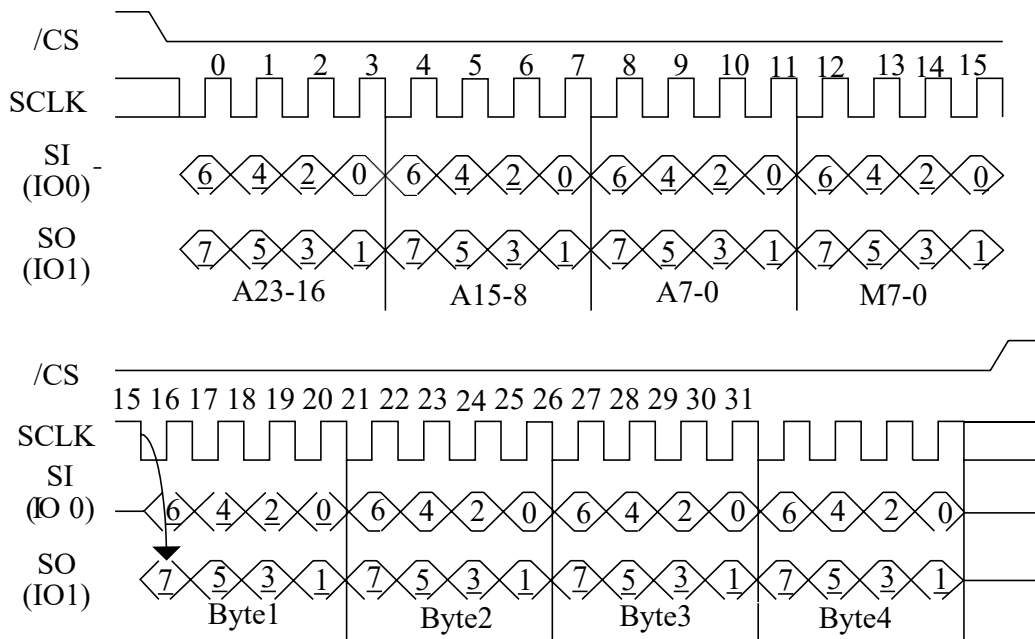 /CS
0 1 2 3 4 5 6 7 8 9 10 11 12 13 14 15
SCLK
SI
(IO0)
6 4 2 0 6 4 2 0 6 4 2 0 6 4 2 0
SO
(IO1)
7 5 3 1 7 5 3 1 7 5 3 1 7 5 3 1
A23-16 A15-8 A7-0 M7-0
/CS
15 16 17 18 19 20 21 22 23 24 25 26 27 28 29 30 31
SCLK
SI
(IO 0)
6 4 2 0 6 4 2 0 6 4 2 0 6 4 2 0
SO
(IO1)
7 5 3 1 7 5 3 1 7 5 3 1 7 5 3 1
Byte1 Byte2 Byte3 Byte4